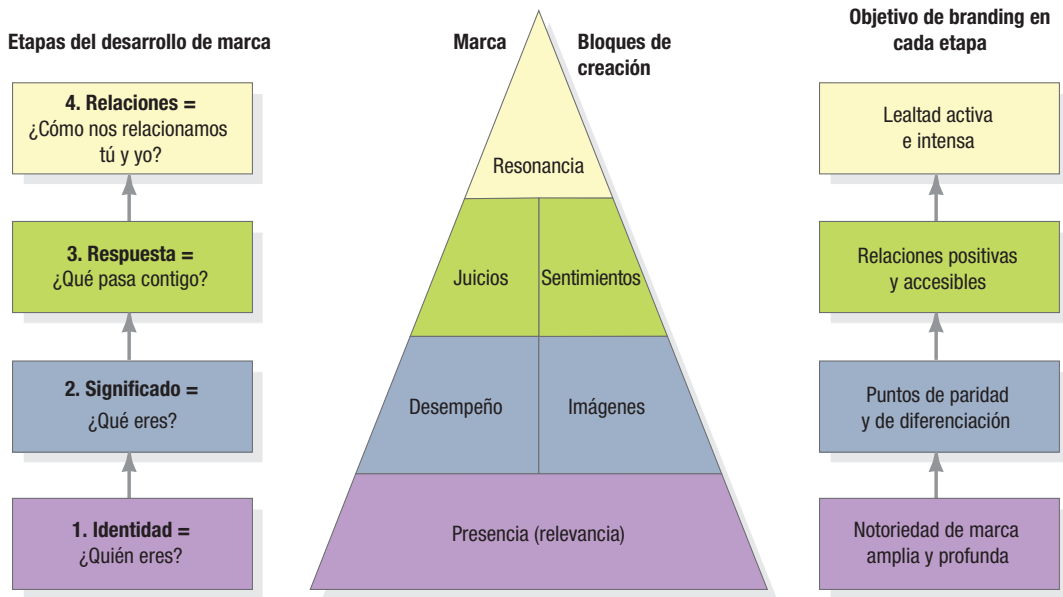 Etapas del desarrollo de marca
4. Relaciones =
¿Cómo nos relacionamos
tú y yo?
3. Respuesta =
¿Qué pasa contigo?
2. Significado =
¿Qué eres?
1. Identidad =
¿Quién eres?
Marca
Bloques de
creación
Resonancia
Juicios
Sentimientos
Desempeño
Imágenes
Presencia (relevancia)
Objetivo de branding en
cada etapa
Lealtad activa
e intensa
Relaciones positivas
y accesibles
Puntos de paridad
y de diferenciación
Notoriedad de marca
amplia y profunda